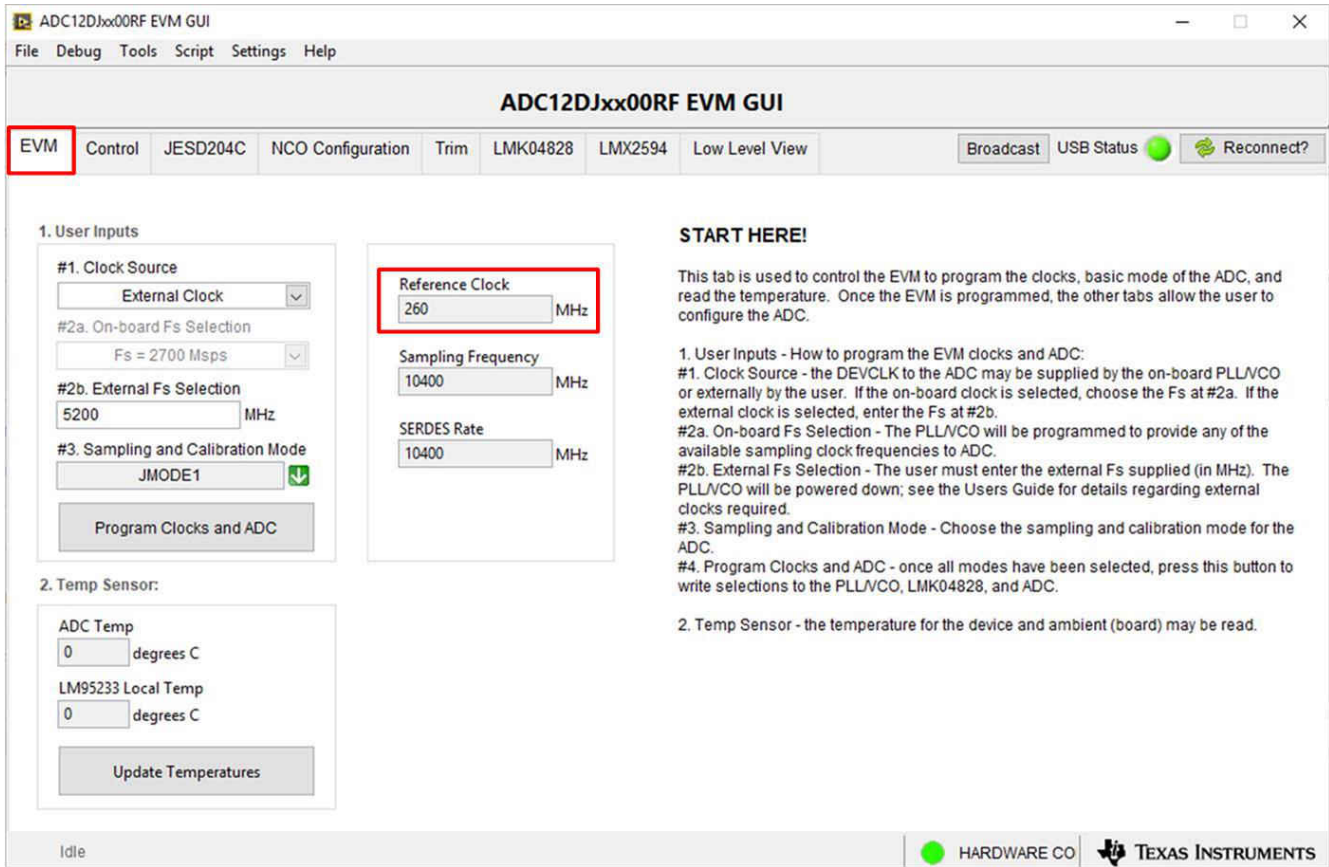 ADC12DJxx00RF EVM GUI
File Debug Tools Script Settings Help
ADC12DJxx00RF EVM GUI
EVM Control JESD204C NCO Configuration Trim LMK04828 LMX2594 Low Level View Broadcast USB Status Reconnect?
1. User Inputs
#1. Clock Source
External Clock
#2a. On-board Fs Selection
Fs = 2700 Msps
#2b. External Fs Selection
5200 MHz
#3. Sampling and Calibration Mode
JMODE1
Program Clocks and ADC
Reference Clock
260 MHz
Sampling Frequency
10400 MHz
SERDES Rate
10400 MHz
2. Temp Sensor:
ADC Temp
0 degrees C
LM95233 Local Temp
0 degrees C
Update Temperatures
START HERE!
This tab is used to control the EVM to program the clocks, basic mode of the ADC, and
read the temperature. Once the EVM is programmed, the other tabs allow the user to
configure the ADC.
1. User Inputs - How to program the EVM clocks and ADC:
#1. Clock Source - the DEVCLK to the ADC may be supplied by the on-board PLL/VCO
or externally by the user. If the on-board clock is selected, choose the Fs at #2a. If the
external clock is selected, enter the Fs at #2b.
#2a. On-board Fs Selection - The PLL/VCO will be programmed to provide any of the
available sampling clock frequencies to ADC.
#2b. External Fs Selection - The user must enter the external Fs supplied (in MHz). The
PLL/VCO will be powered down; see the Users Guide for details regarding external
clocks required.
#3. Sampling and Calibration Mode - Choose the sampling and calibration mode for the
ADC.
#4. Program Clocks and ADC - once all modes have been selected, press this button to
write selections to the PLL/VCO, LMK04828, and ADC.
2. Temp Sensor - the temperature for the device and ambient (board) may be read.
Idle HARDWARE CO TEXAS INSTRUMENTS